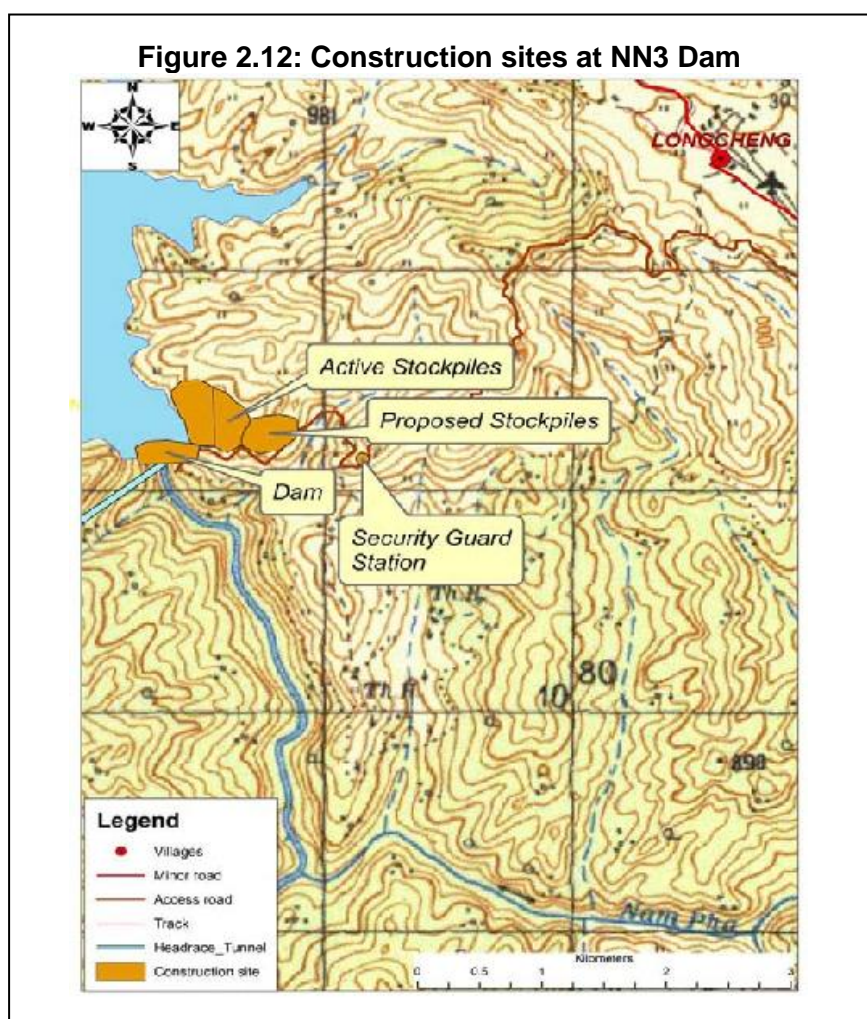 Figure 2.12: Construction sites at NN3 Dam
N
W E
S
981
30
LONGCHENG
1000
Active Stockpiles
Proposed Stockpiles
Dam
Security Guard
Station
10 80
898
Nam Pha
Legend
Villages
Minor road
Access road
Track
Headrace_Tunnel
Construction site
Kilometers
0 0.5 1 2 3